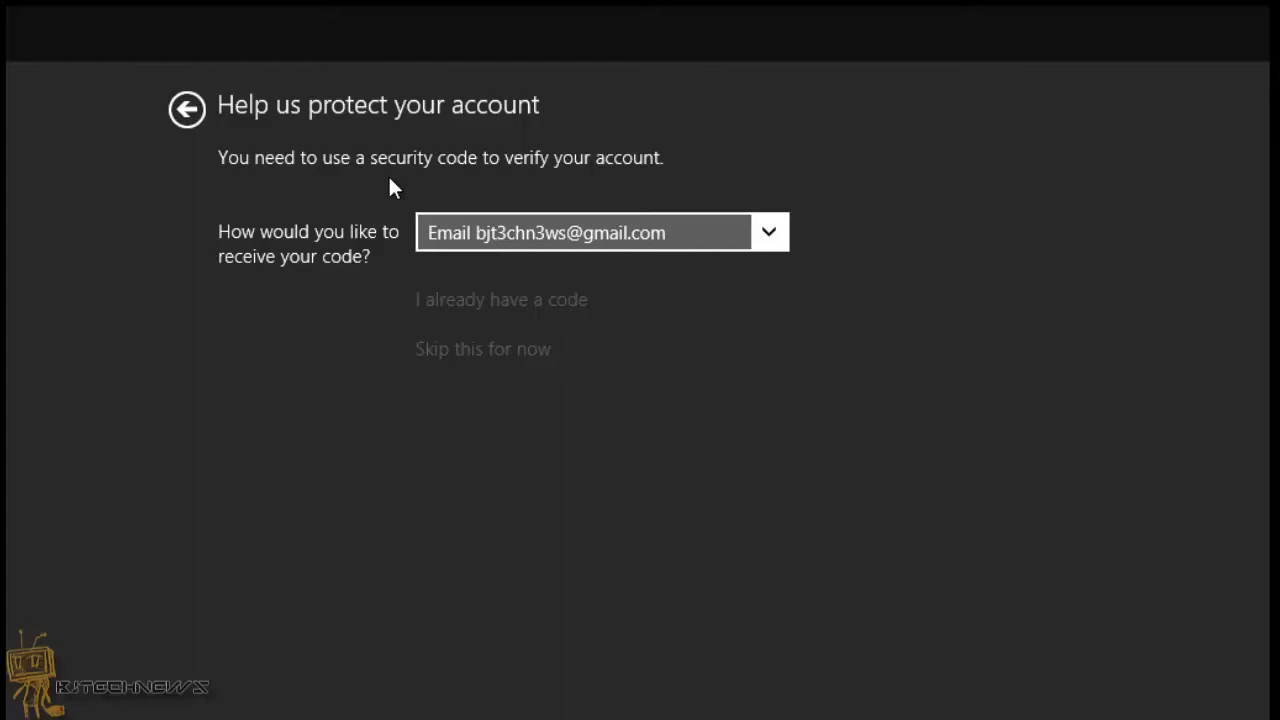 Help us protect your account
You need to use a security code to verify your account.
How would you like to
receive your code?
Email bjt3chn3ws@gmail.com
I already have a code
Skip this for now
BJTECHNEWS